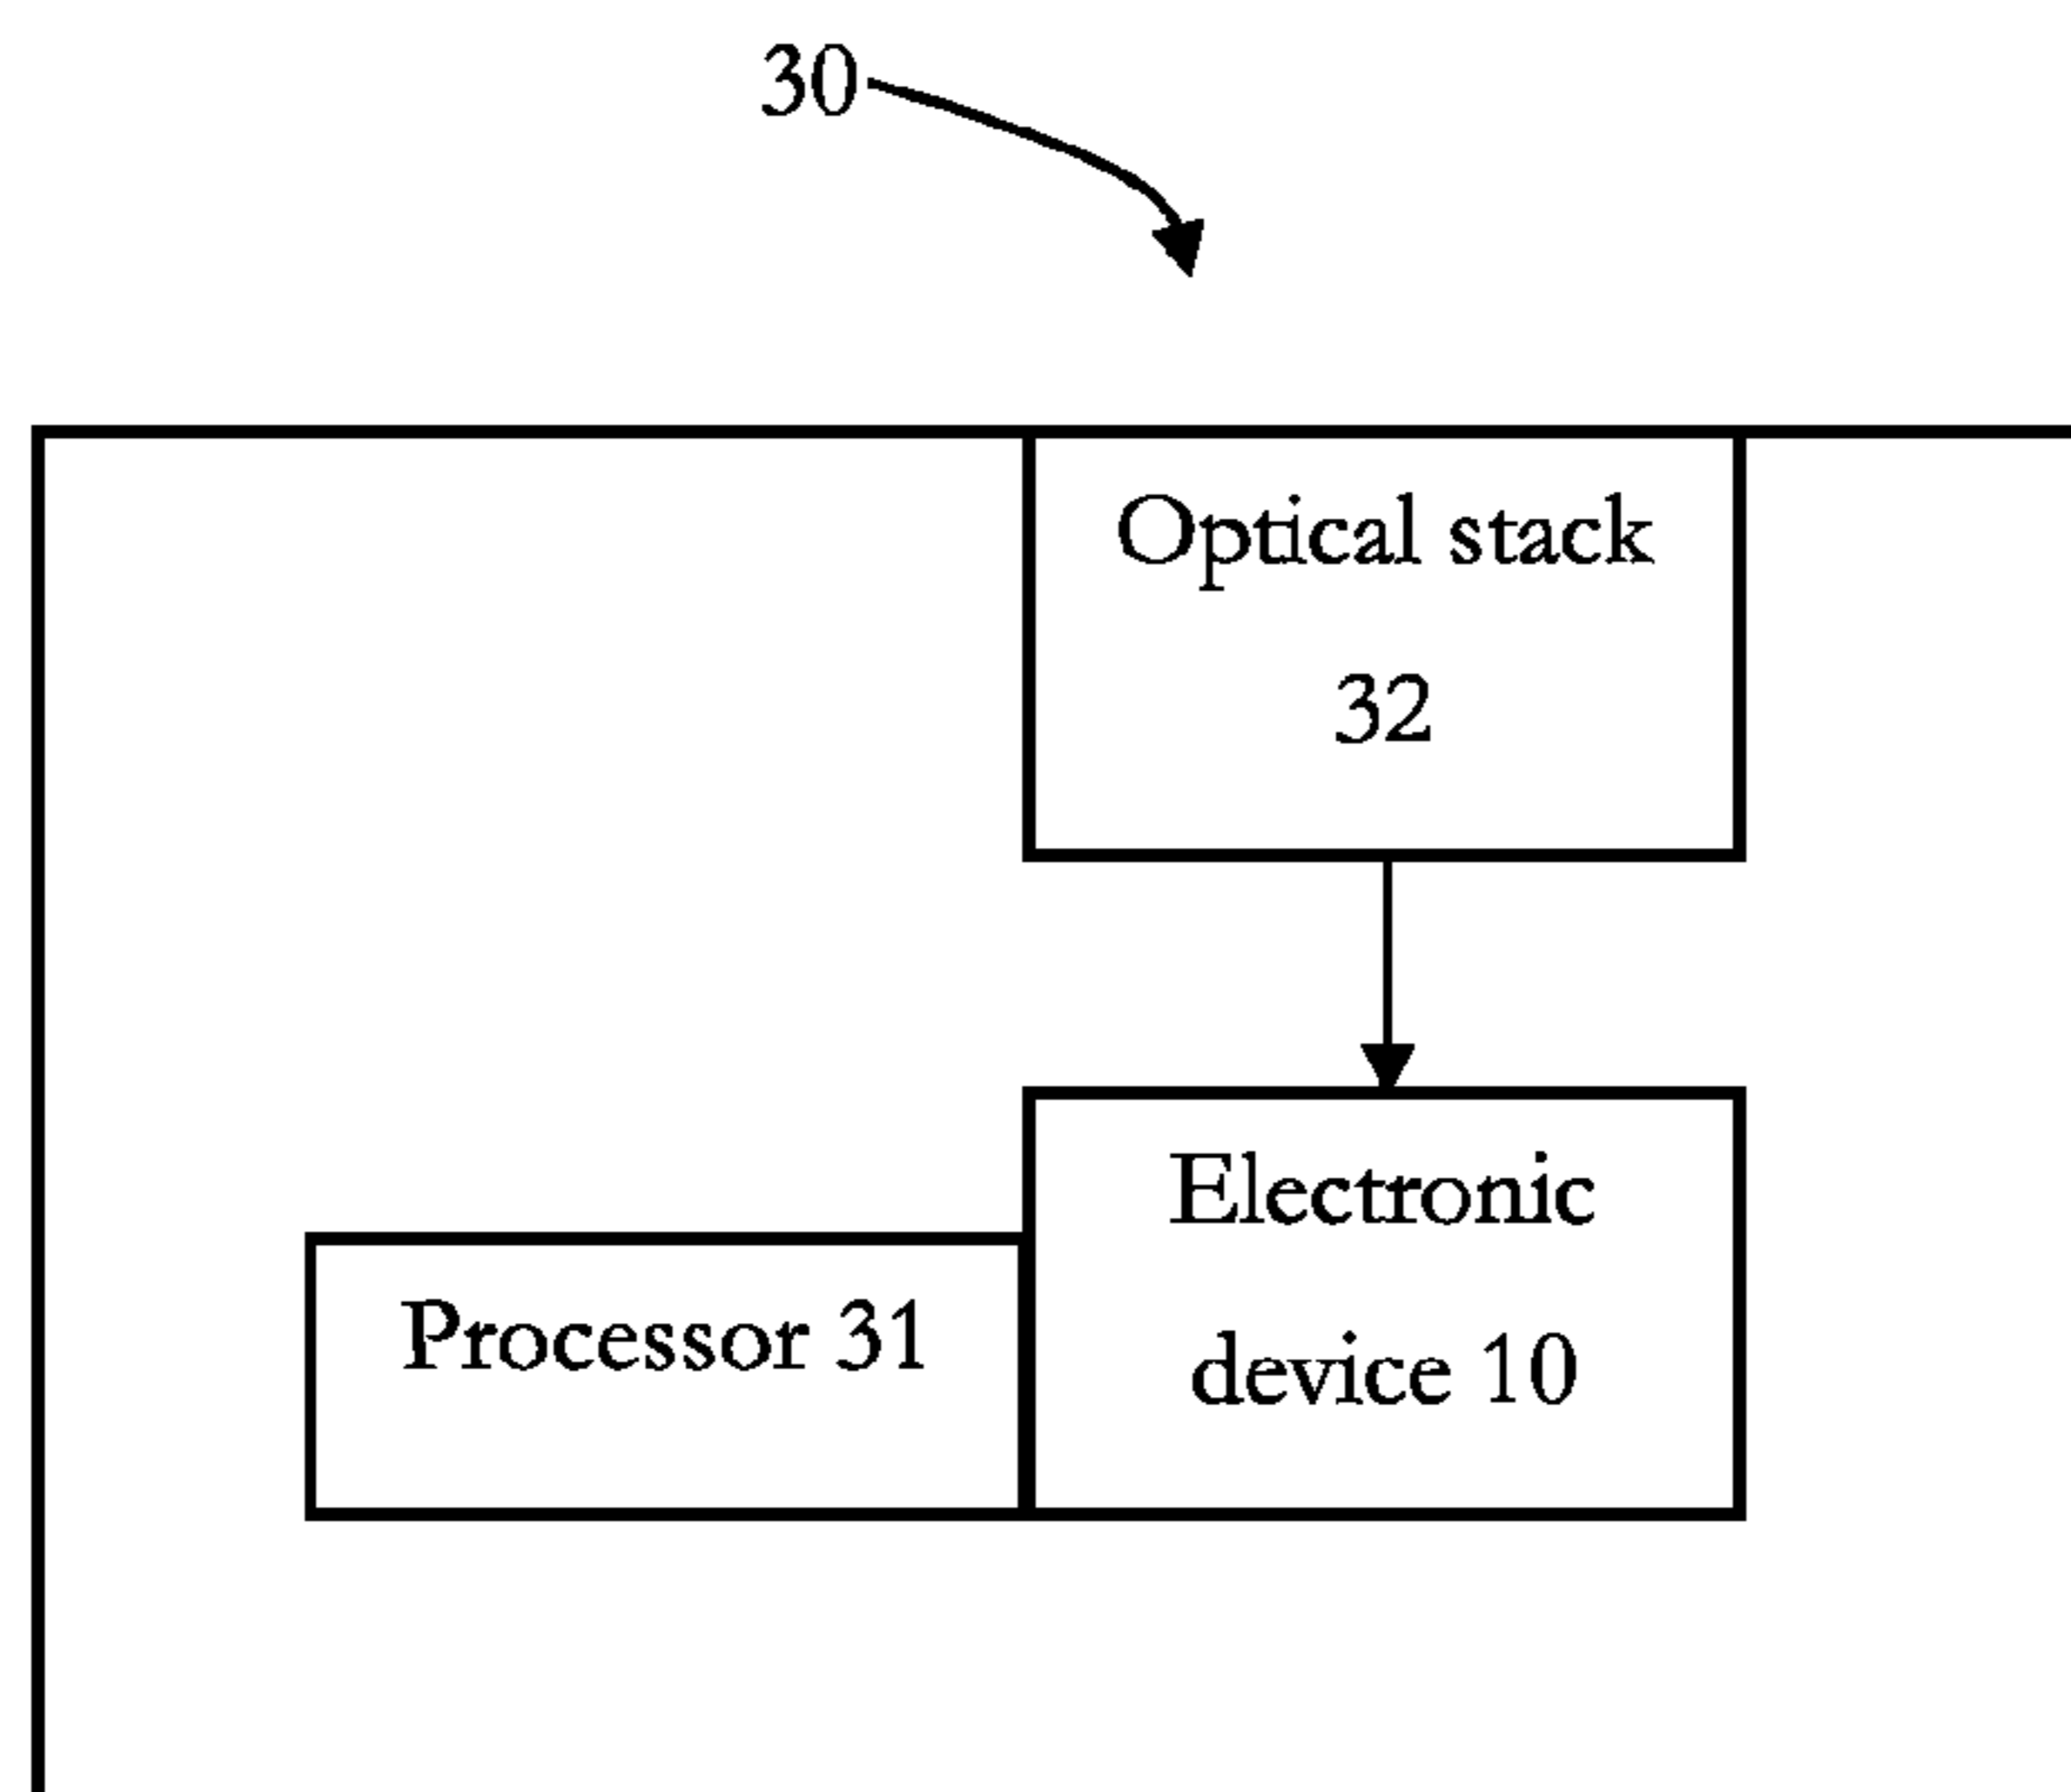 30
Optical stack
32
Electronic
device 10
Processor 31